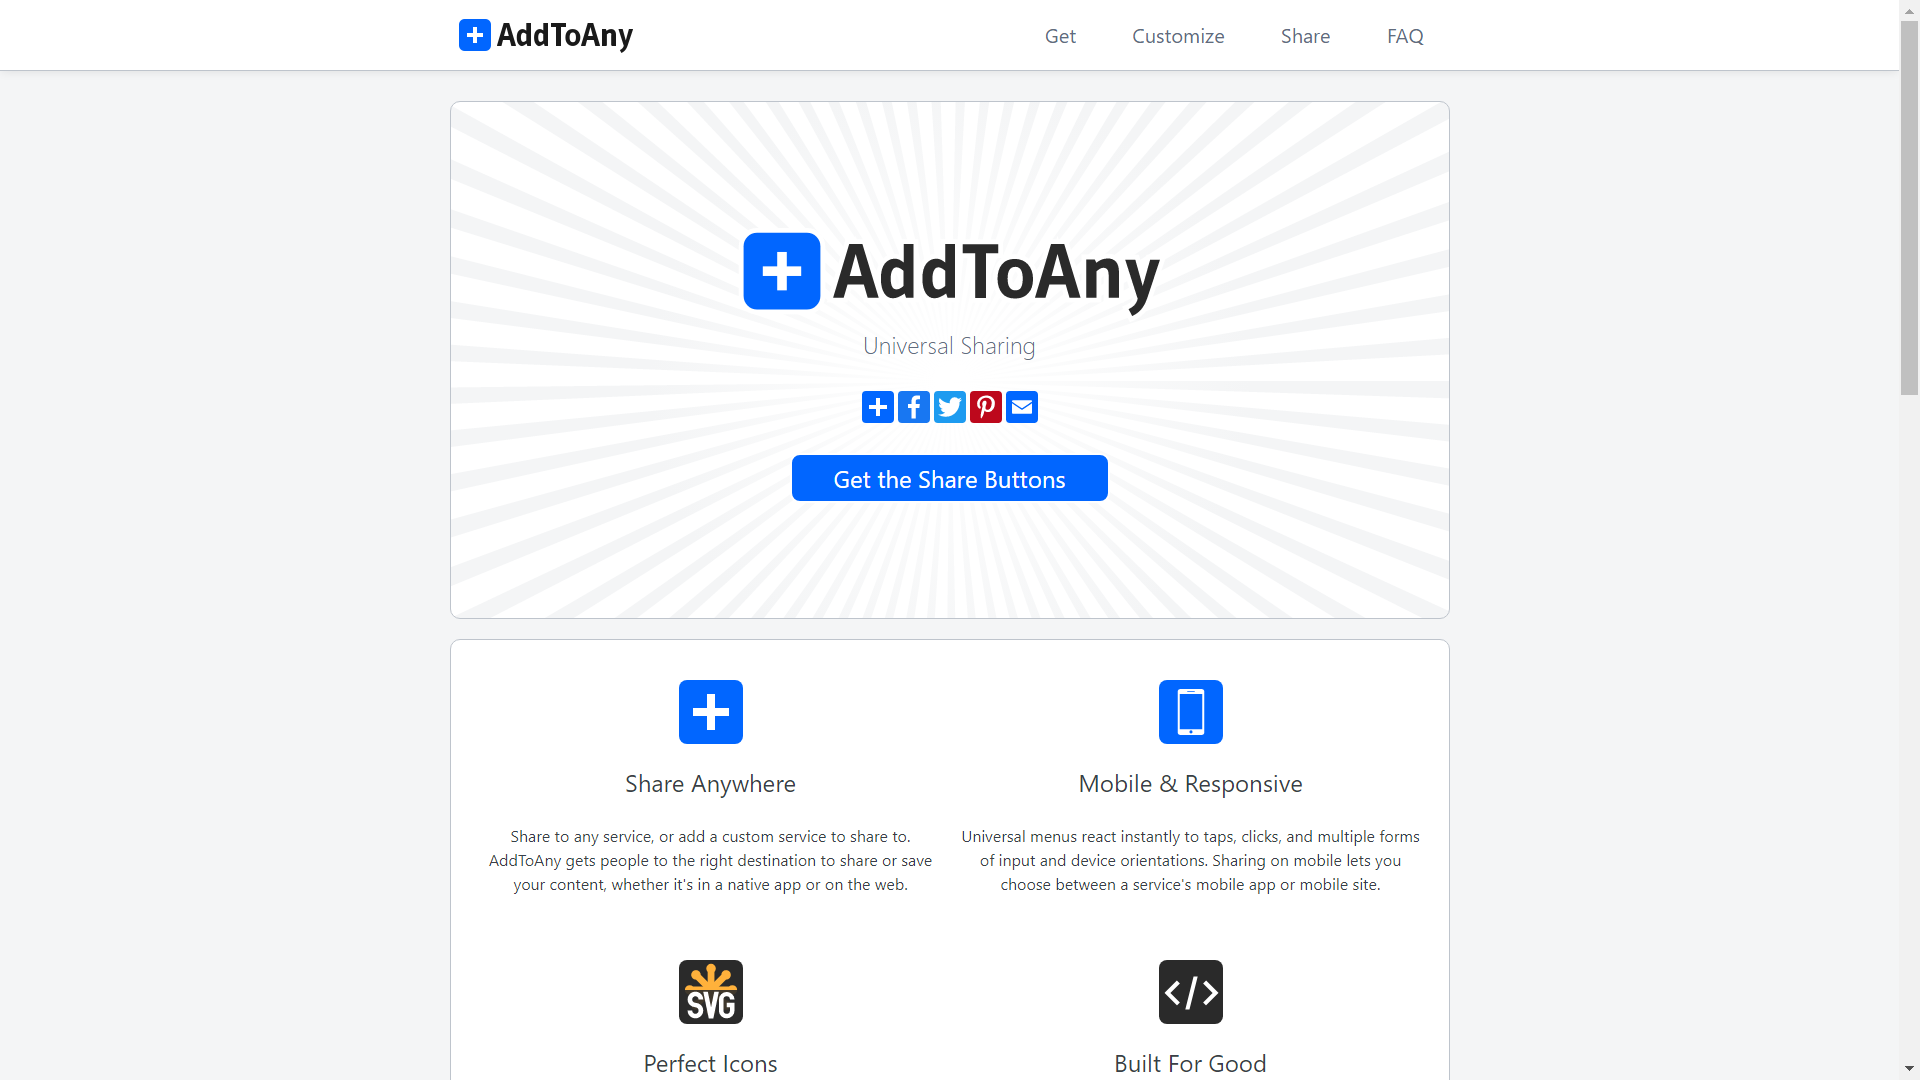 AddToAny
Get
Customize
Share
FAQ
AddToAny
Universal Sharing
Get the Share Buttons
Share Anywhere
Share to any service, or add a custom service to share to.
AddToAny gets people to the right destination to share or save
your content, whether it's in a native app or on the web.
Mobile & Responsive
Universal menus react instantly to taps, clicks, and multiple forms
of input and device orientations. Sharing on mobile lets you
choose between a service's mobile app or mobile site.
SVG
Perfect Icons
</>
Built For Good